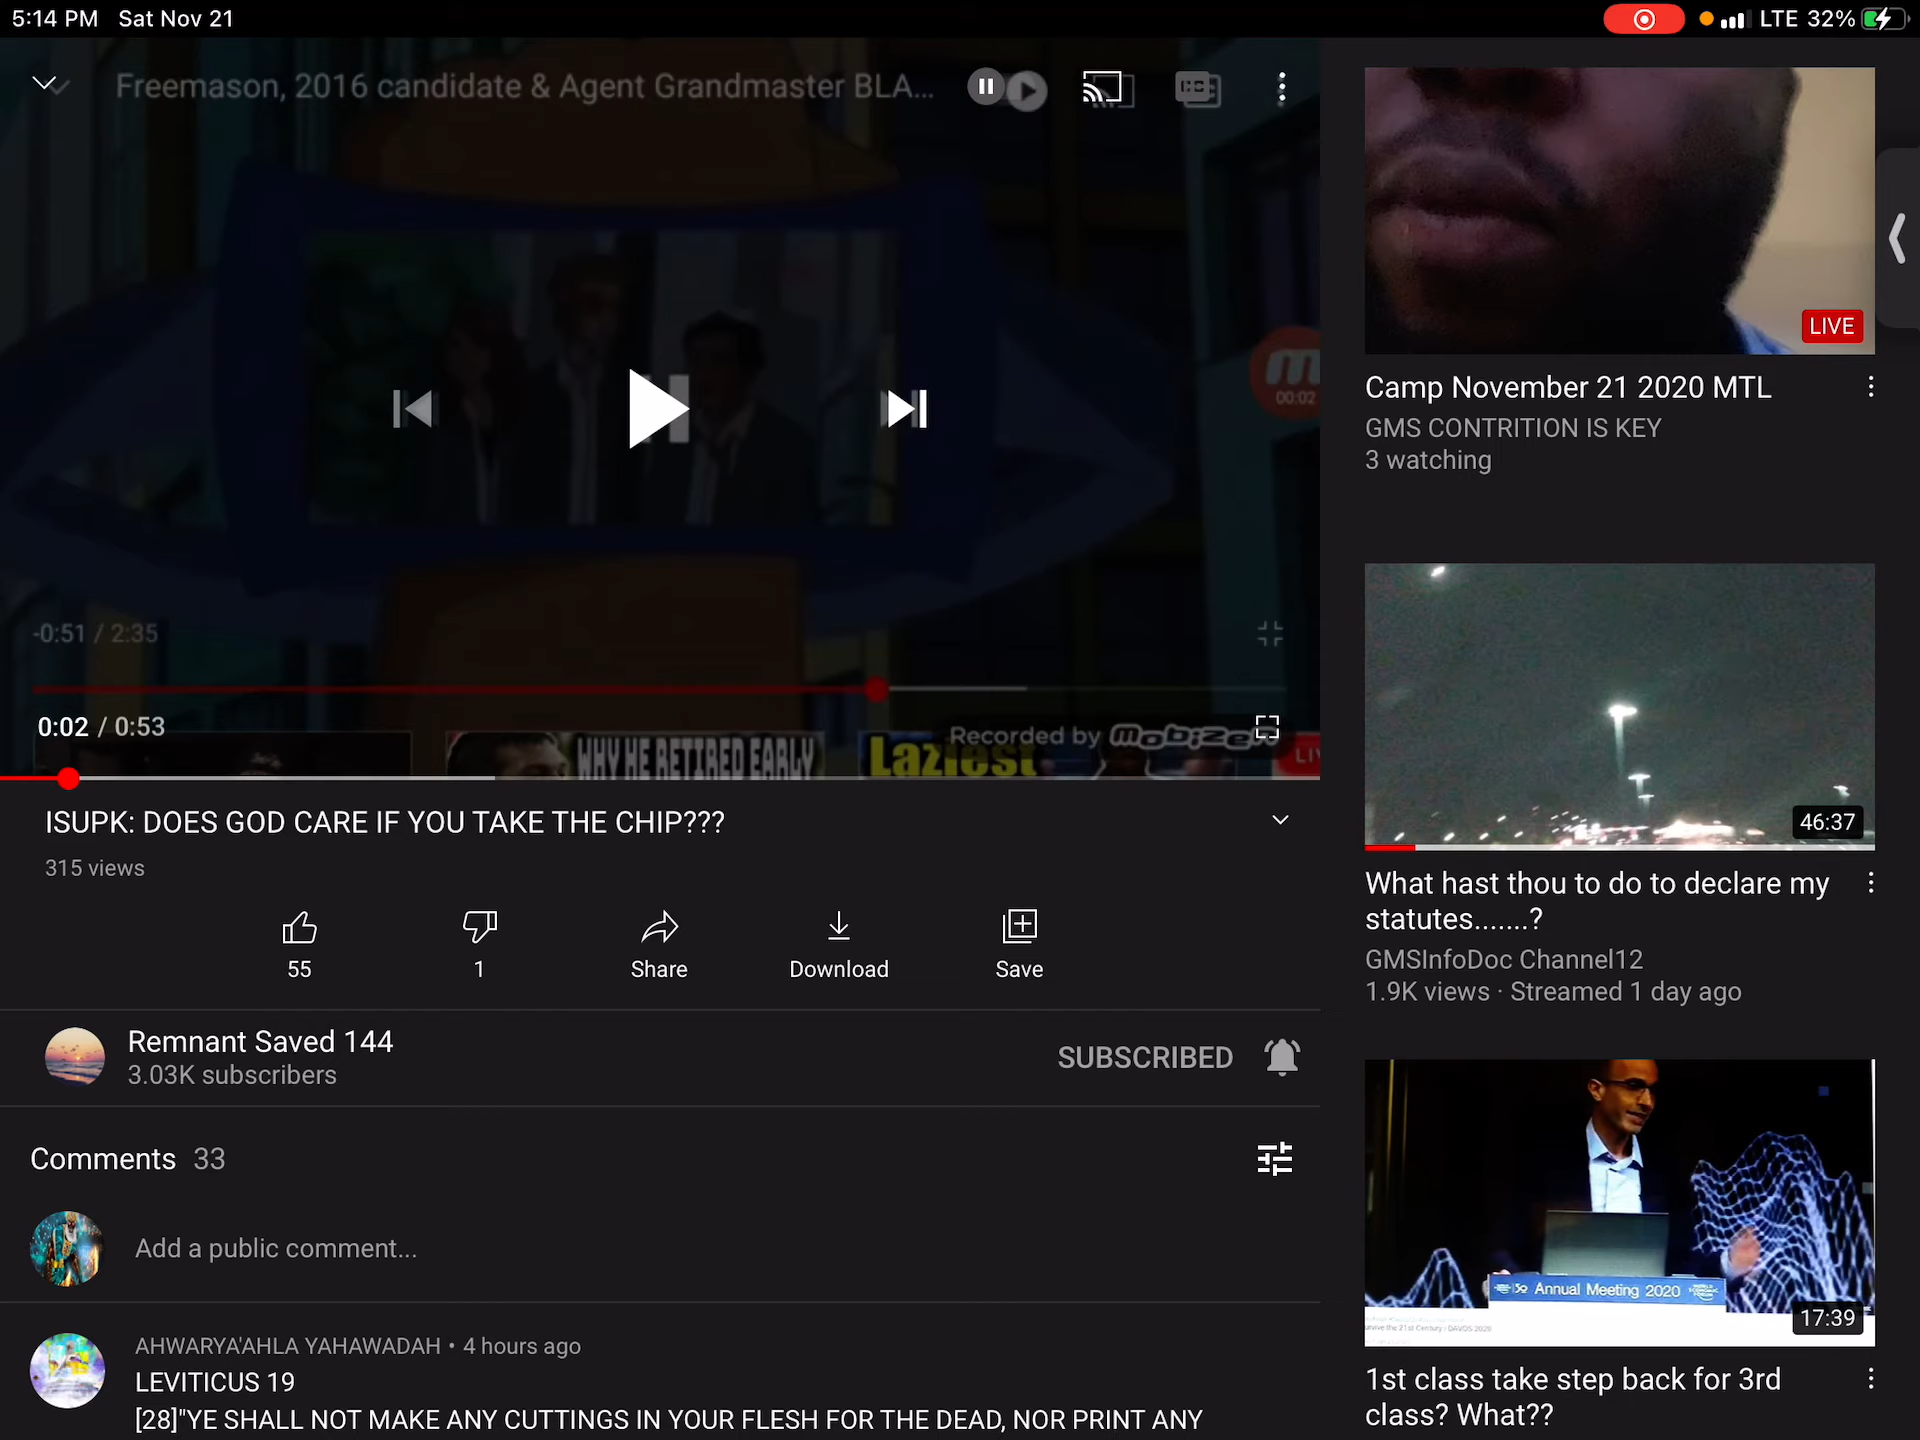 5:14 PM Sat Nov 21
LTE 32%
Freemason, 2016 candidate & Agent Grandmaster BLA...
00:02
-0:51 / 2:35
0:02 / 0:53
Recorded by Mobizen
WHY HE RETIRED EARLY
Laziest
LI
ISUPK: DOES GOD CARE IF YOU TAKE THE CHIP???
315 views
55
1
Share
Download
Save
Remnant Saved 144
3.03K subscribers
SUBSCRIBED
Comments 33
Add a public comment...
AHWARYA'AHLA YAHAWADAH • 4 hours ago
LEVITICUS 19
[28]"YE SHALL NOT MAKE ANY CUTTINGS IN YOUR FLESH FOR THE DEAD, NOR PRINT ANY
LIVE
Camp November 21 2020 MTL
GMS CONTRITION IS KEY
3 watching
46:37
What hast thou to do to declare my
statutes.......?
GMSInfoDoc Channel12
1.9K views · Streamed 1 day ago
Annual Meeting 2020
17:39
1st class take step back for 3rd
class? What??